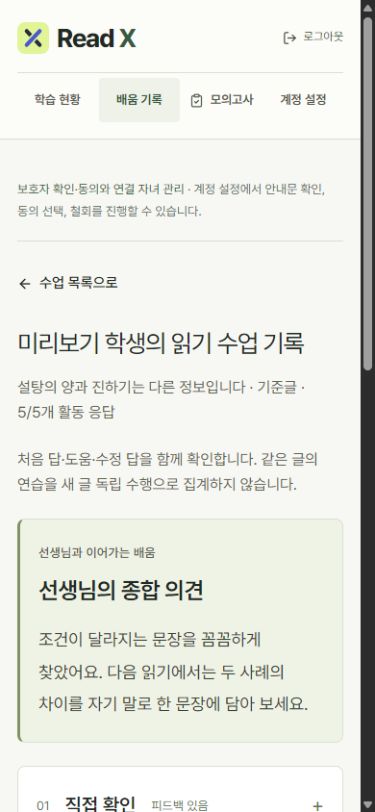 Read X
로그아웃
학습 현황
배움 기록
모의고사
계정 설정
보호자 확인·동의와 연결 자녀 관리 · 계정 설정에서 안내문 확인,
동의 선택, 철회를 진행할 수 있습니다.
← 수업 목록으로
미리보기 학생의 읽기 수업 기록
설탕의 양과 진하기는 다른 정보입니다 · 기준글 ·
5/5개 활동 응답
처음 답·도움·수정 답을 함께 확인합니다. 같은 글의
연습을 새 글 독립 수행으로 집계하지 않습니다.
선생님과 이어가는 배움
선생님의 종합 의견
조건이 달라지는 문장을 꼼꼼하게
찾았어요. 다음 읽기에서는 두 사례의
차이를 자기 말로 한 문장에 담아 보세요.
01 직접 확인 피드백 있음 +